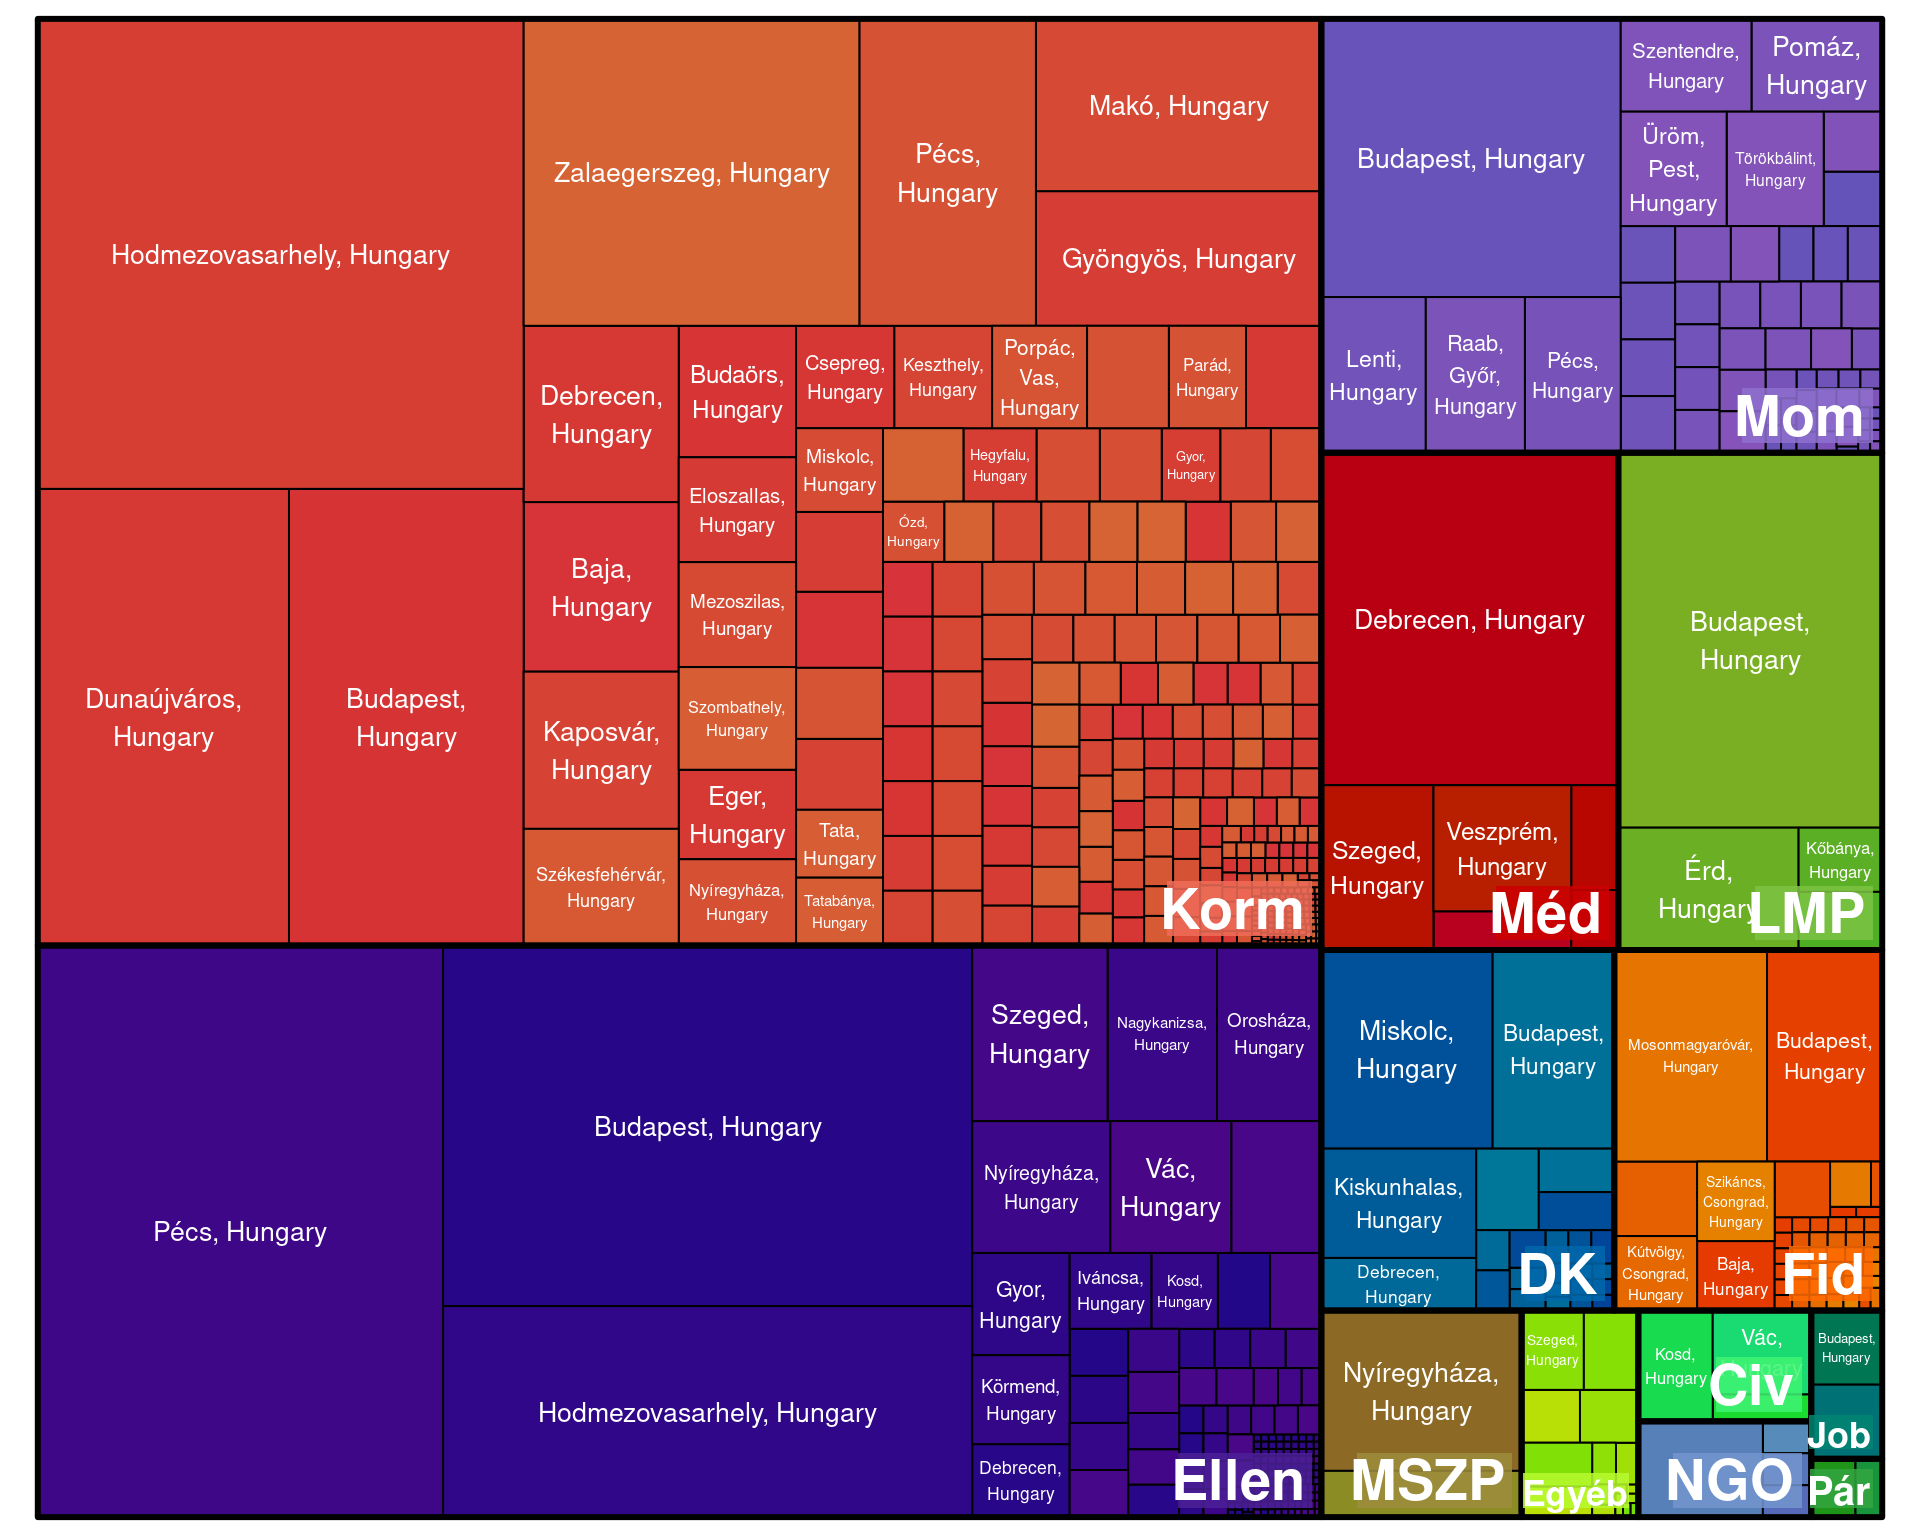 Hodmezovasarhely, Hungary
Dunaújváros,
Hungary
Budapest,
Hungary
Zalaegerszeg, Hungary
Pécs,
Hungary
Makó, Hungary
Gyöngyös, Hungary
Debrecen,
Hungary
Baja,
Hungary
Kaposvár,
Hungary
Székesfehérvár,
Hungary
Budaörs,
Hungary
Eloszallas,
Hungary
Mezoszilas,
Hungary
Szombathely,
Hungary
Eger,
Hungary
Nyíregyháza,
Hungary
Csepreg,
Hungary
Keszthely,
Hungary
Porpác,
Vas,
Hungary
Parád,
Hungary
Miskolc,
Hungary
Hegyfalu,
Hungary
Gyor,
Hungary
Ózd,
Hungary
Tata,
Hungary
Tatabánya,
Hungary
Korm
Budapest, Hungary
Lenti,
Hungary
Raab,
Győr,
Hungary
Pécs,
Hungary
Szentendre,
Hungary
Pomáz,
Hungary
Üröm,
Pest,
Hungary
Törökbálint,
Hungary
Mom
Debrecen, Hungary
Szeged,
Hungary
Veszprém,
Hungary
Méd
Budapest,
Hungary
Érd,
Hungary
Kőbánya,
Hungary
LMP
Pécs, Hungary
Budapest, Hungary
Hodmezovasarhely, Hungary
Szeged,
Hungary
Nagykanizsa,
Hungary
Orosháza,
Hungary
Nyíregyháza,
Hungary
Vác,
Hungary
Gyor,
Hungary
Iváncsa,
Hungary
Kosd,
Hungary
Körmend,
Hungary
Debrecen,
Hungary
Ellen
Miskolc,
Hungary
Budapest,
Hungary
Kiskunhalas,
Hungary
Debrecen,
Hungary
DK
Mosonmagyaróvár,
Hungary
Budapest,
Hungary
Szikáncs,
Csongrad,
Hungary
Kútvölgy,
Csongrad,
Hungary
Baja,
Hungary
Fid
Nyíregyháza,
Hungary
MSZP
Szeged,
Hungary
Egyéb
Kosd,
Hungary
Vác,
Hungary
Civ
Budapest,
Hungary
Job
NGO
Pár